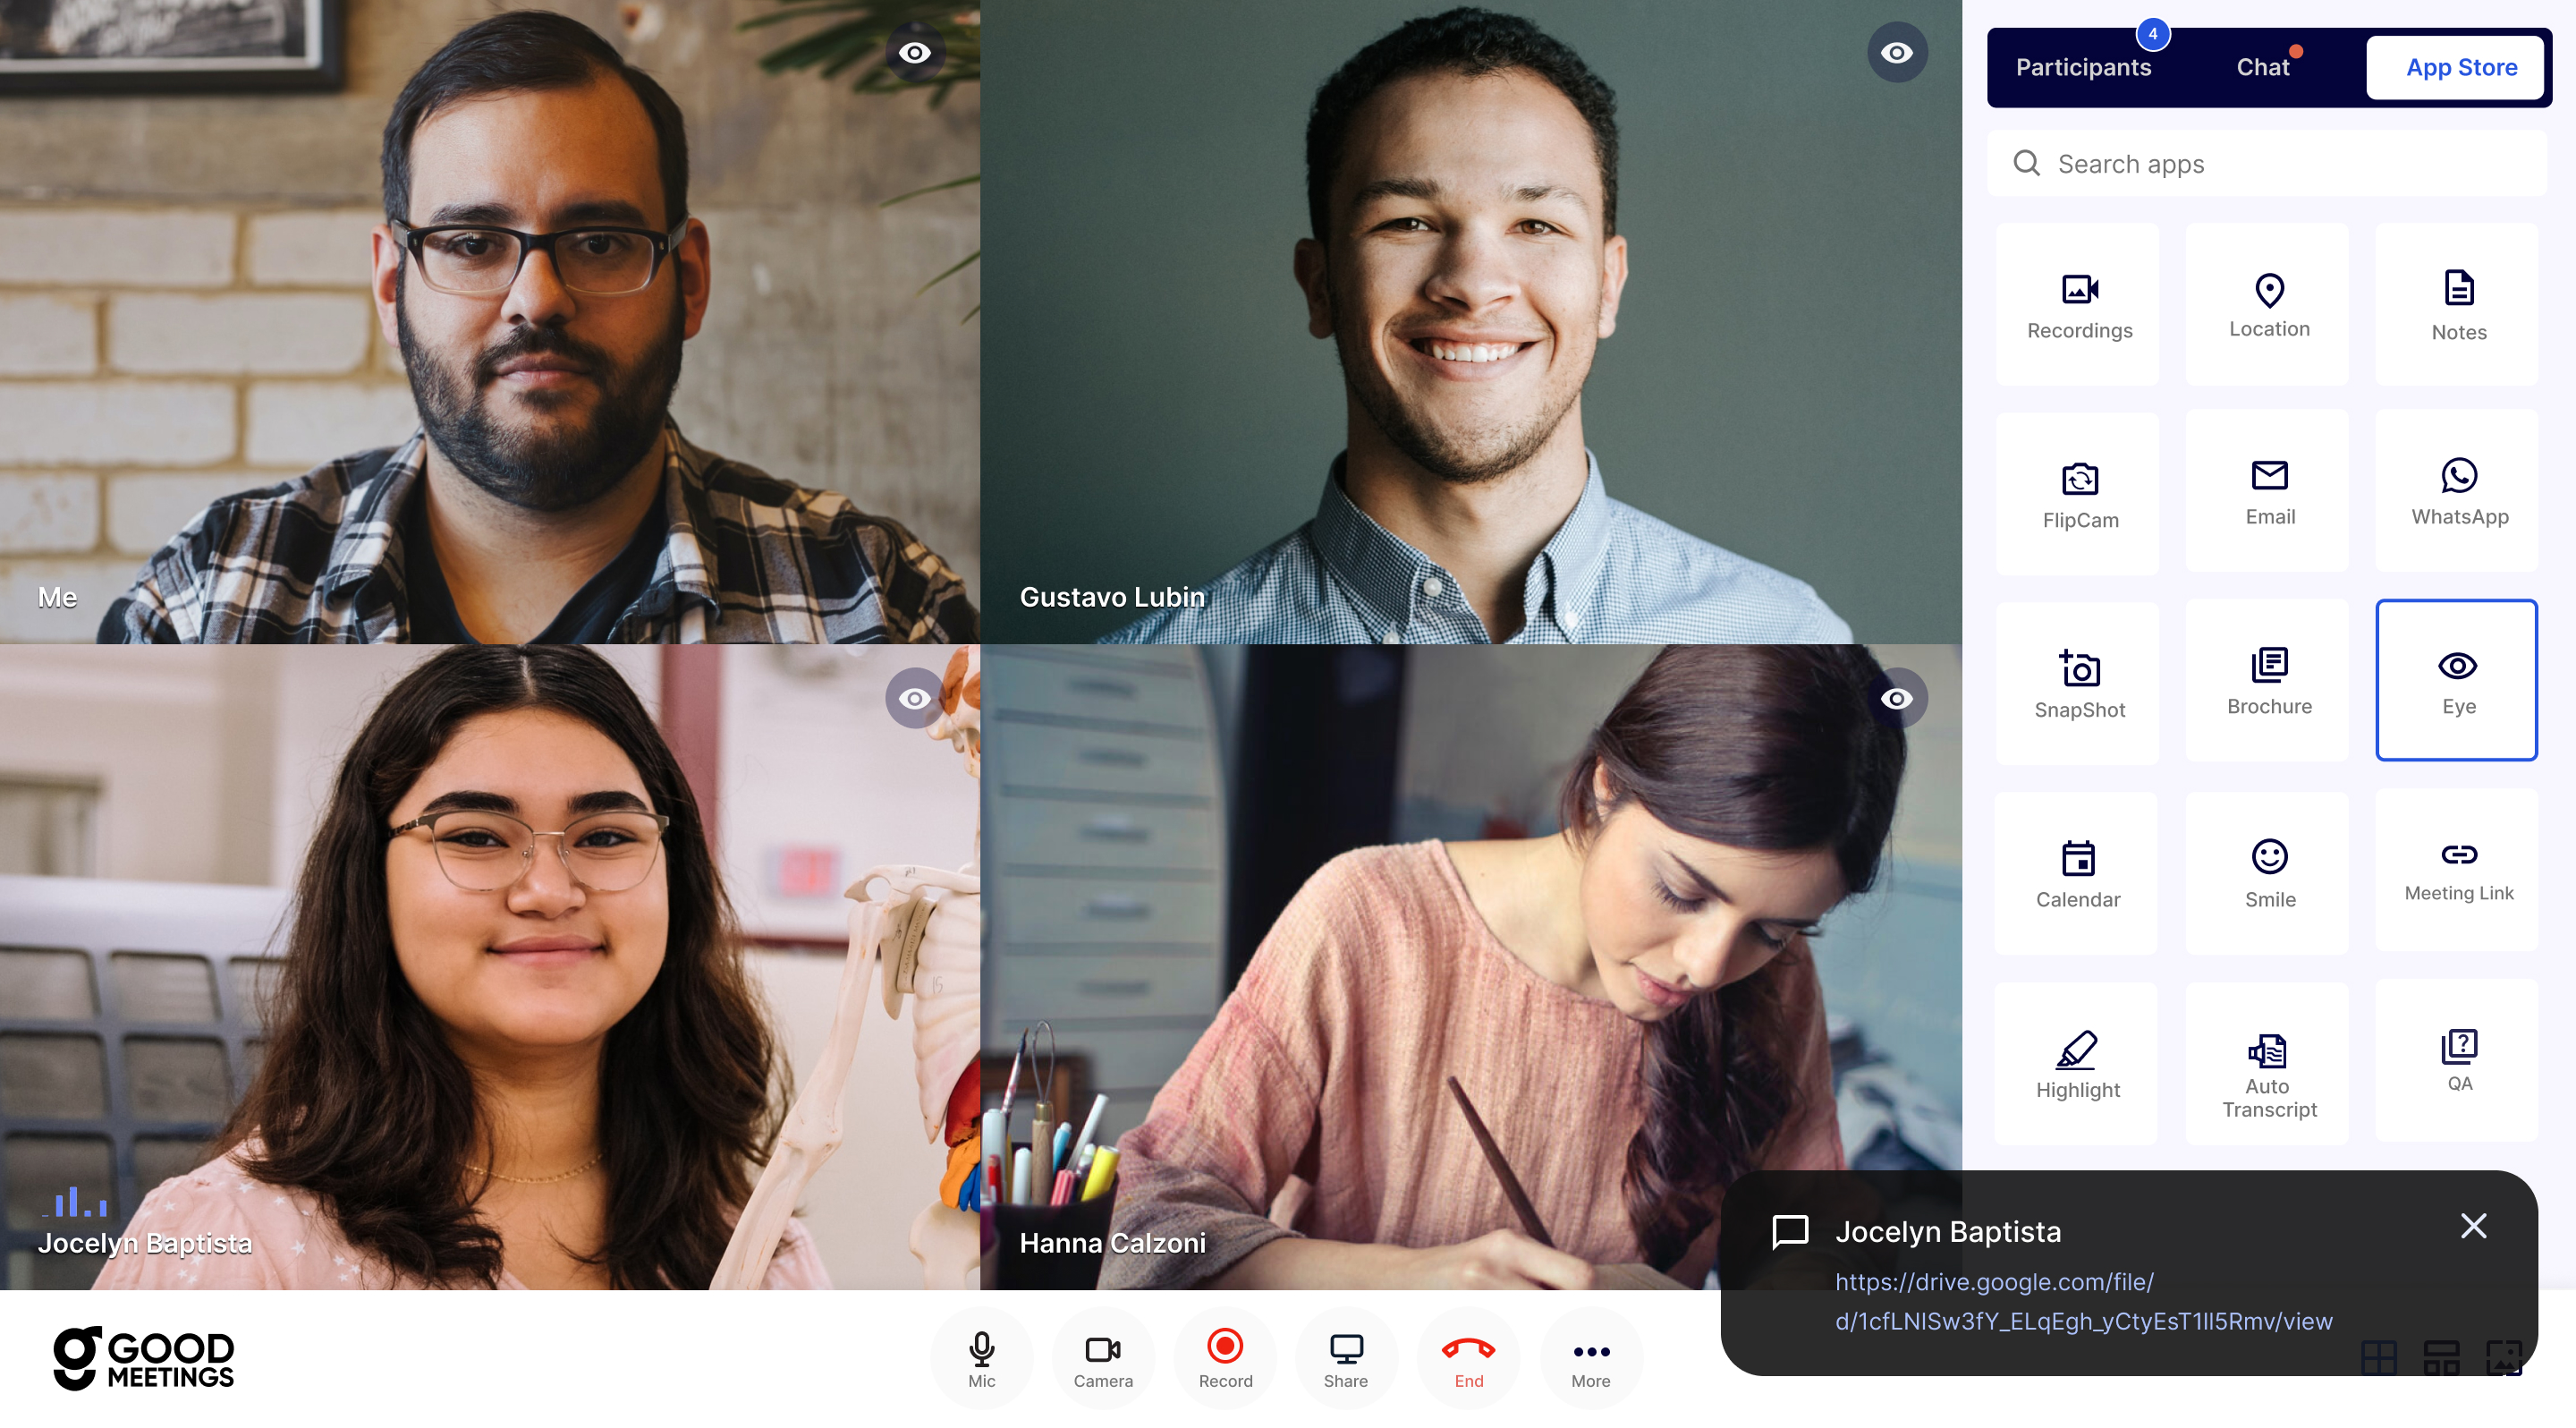 Me
Gustavo Lubin
Jocelyn Baptista
Hanna Calzoni
Participants
4
Chat
App Store
Search apps
Recordings
Location
Notes
FlipCam
Email
WhatsApp
SnapShot
Brochure
Eye
Calendar
Smile
Meeting Link
Highlight
Auto
Transcript
QA
Jocelyn Baptista
https://drive.google.com/file/
d/1cfLNISw3fY_ELqEgh_yCtyEsT1Il5Rmv/view
GOOD
MEETINGS
Mic
Camera
Record
Share
End
More